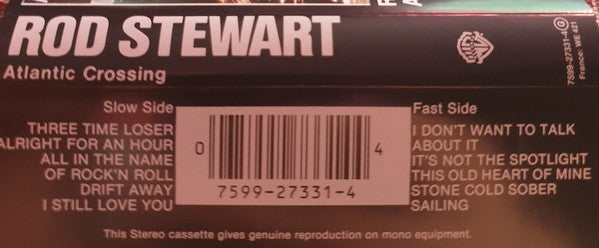 ROD STEWART
Atlantic Crossing
7599-27331-4 G
France: WE 421
Slow Side
THREE TIME LOSER
ALRIGHT FOR AN HOUR
ALL IN THE NAME
OF ROCK'N ROLL
DRIFT AWAY
I STILL LOVE YOU
0
4
7599-27331-4
Fast Side
I DON'T WANT TO TALK
ABOUT IT
IT'S NOT THE SPOTLIGHT
THIS OLD HEART OF MINE
STONE COLD SOBER
SAILING
This Stereo cassette gives genuine reproduction on mono equipment.